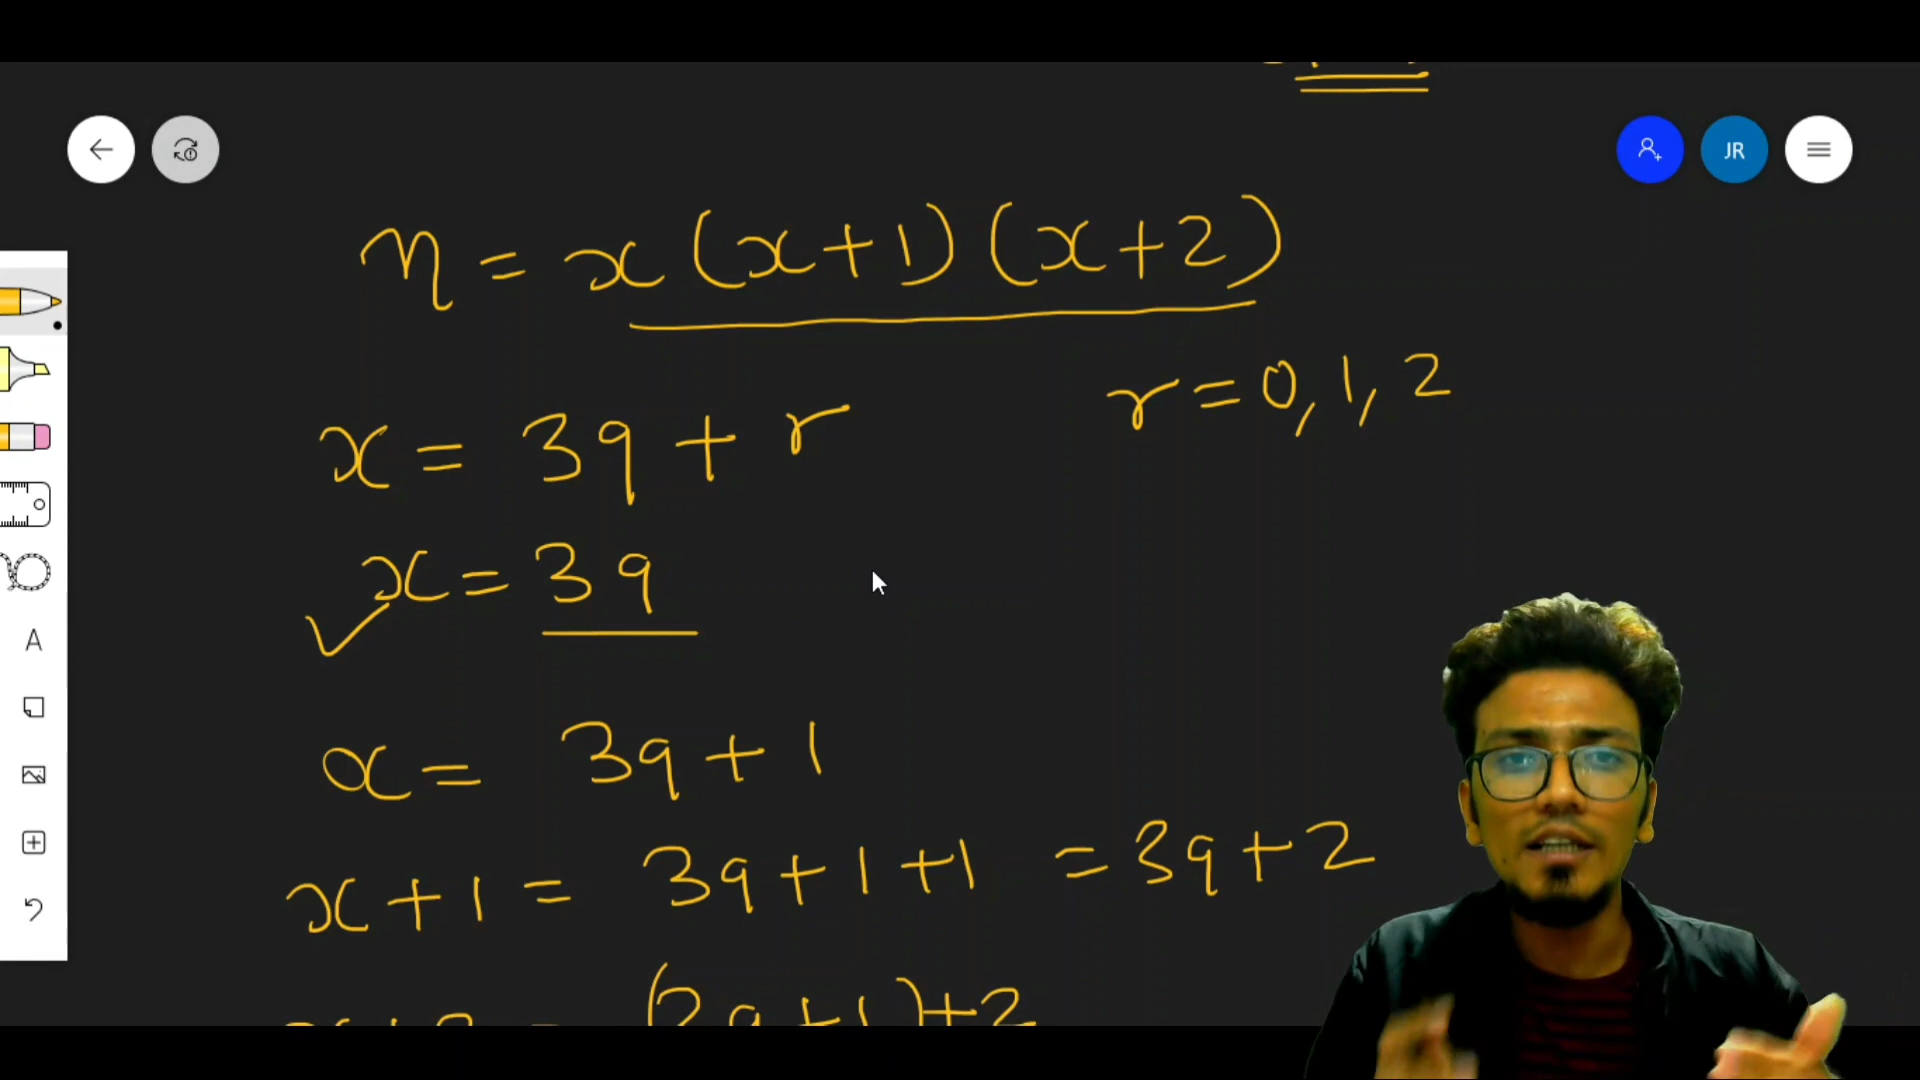 JR
η = x (x+1) (x+2)
r = 0, 1, 2
x = 3q + r
x = 3q
x = 3q + 1
x + 1 = 3q + 1 + 1 = 3q + 2
A